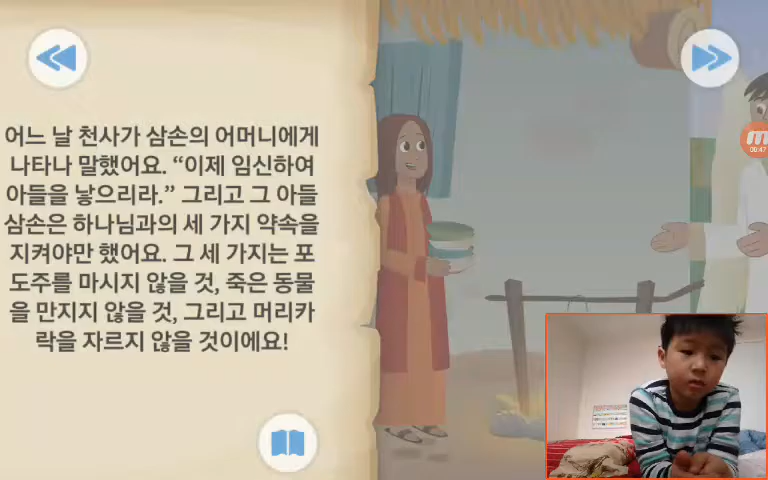 어느 날 천사가 삼손의 어머니에게
나타나 말했어요. “이제 임신하여
아들을 낳으리라.” 그리고 그 아들
삼손은 하나님과의 세 가지 약속을
지켜야만 했어요. 그 세 가지는 포
도주를 마시지 않을 것, 죽은 동물
을 만지지 않을 것, 그리고 머리카
락을 자르지 않을 것이에요!
00:47